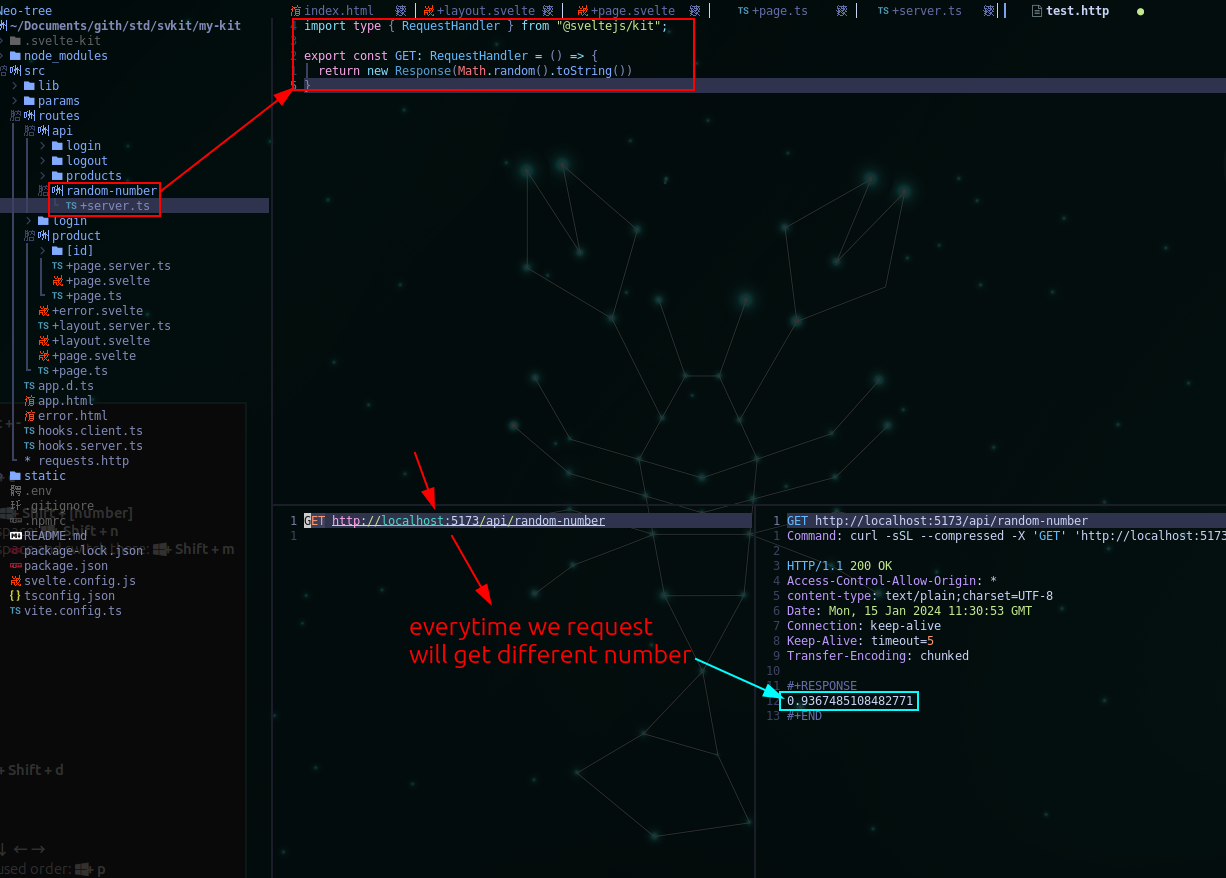 Neo-tree
index.html
+layout.svelte
+page.svelte
+page.ts
+server.ts
test.http
~/Documents/gith/std/svkit/my-kit
.svelte-kit
node_modules
src
lib
params
routes
api
login
logout
products
random-number
TS +server.ts
login
product
[id]
TS +page.server.ts
+page.svelte
TS +page.ts
+error.svelte
TS +layout.server.ts
+layout.svelte
+page.svelte
TS +page.ts
TS app.d.ts
app.html
error.html
TS hooks.client.ts
TS hooks.server.ts
* requests.http
static
.env
.gitignore
.npmrc
README.md
package-lock.json
package.json
svelte.config.js
{} tsconfig.json
TS vite.config.ts
+ Shift + [number]
+ Shift + n
+ Shift + m
+ Shift + d
↓ ← →
used order: + p
import type { RequestHandler } from "@sveltejs/kit";
export const GET: RequestHandler = () => {
return new Response(Math.random().toString())
}
1 GET http://localhost:5173/api/random-number
1
everytime we request
will get different number
1 GET http://localhost:5173/api/random-number
1 Command: curl -sSL --compressed -X 'GET' 'http://localhost:5173
2
3 HTTP/1.1 200 OK
4 Access-Control-Allow-Origin: *
5 content-type: text/plain;charset=UTF-8
6 Date: Mon, 15 Jan 2024 11:30:53 GMT
7 Connection: keep-alive
8 Keep-Alive: timeout=5
9 Transfer-Encoding: chunked
10
11 #+RESPONSE
12 0.9367485108482771
13 #+END